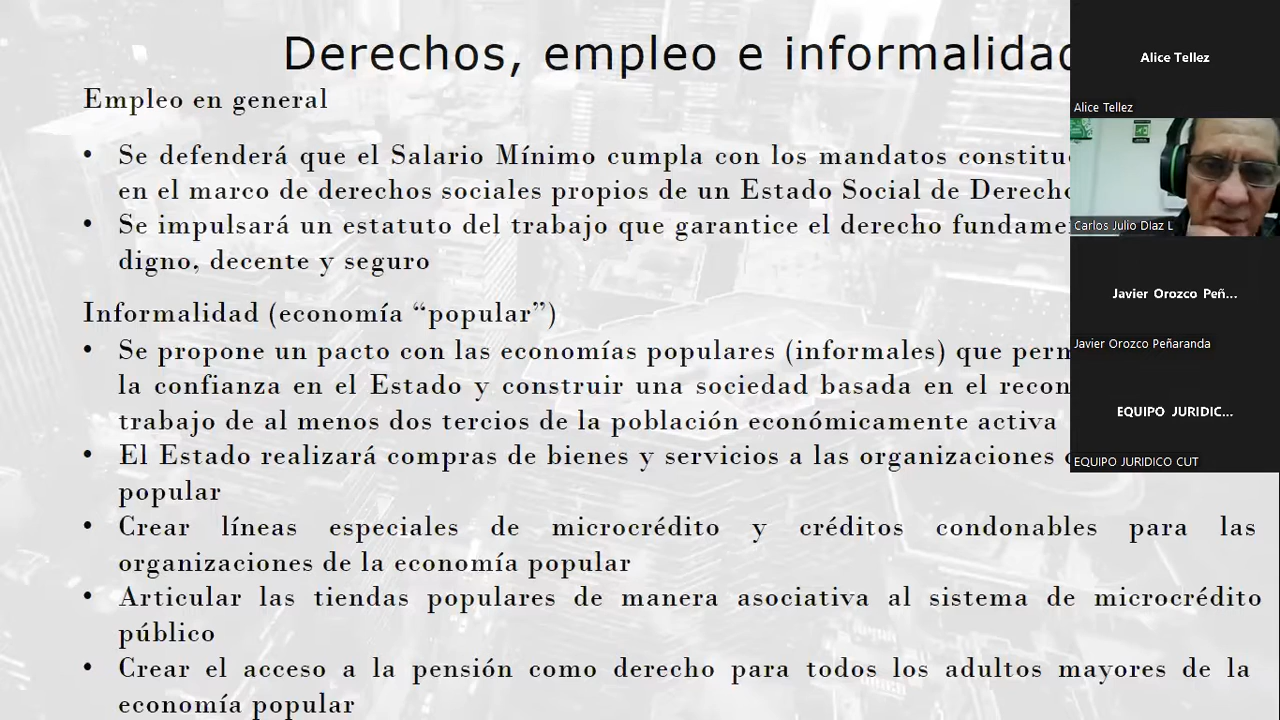 Derechos, empleo e informalidad
Empleo en general
• Se defenderá que el Salario Mínimo cumpla con los mandatos
en el marco de derechos sociales propios de un Estado Social de
• Se impulsará un estatuto del trabajo que garantice el derecho
digno, decente y seguro
Informalidad (economía “popular”)
• Se propone un pacto con las economías populares (informales) que
la confianza en el Estado y construir una sociedad basada en el
trabajo de al menos dos tercios de la población económicamente activa
• El Estado realizará compras de bienes y servicios a las organizaciones
popular
• Crear líneas especiales de microcrédito y créditos condonables para las
organizaciones de la economía popular
• Articular las tiendas populares de manera asociativa al sistema de microcrédito
público
• Crear el acceso a la pensión como derecho para todos los adultos mayores de la
economía popular
Alice Tellez
Alice Tellez
Carlos Julio Diaz L
Javier Orozco Peñ...
Javier Orozco Peñaranda
EQUIPO JURIDIC...
EQUIPO JURIDICO CUT